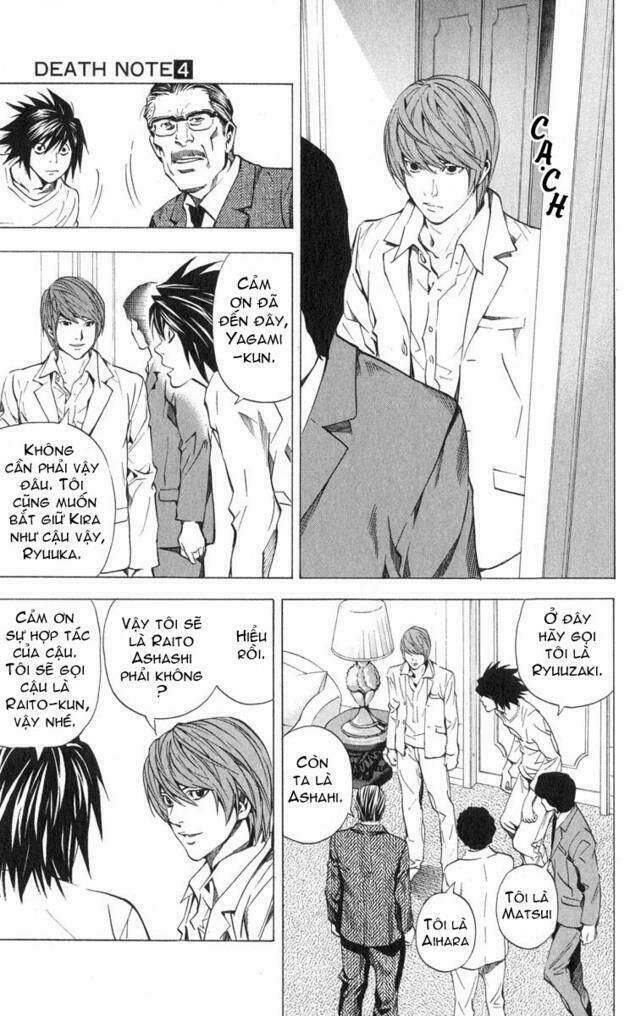 DEATH NOTE 4
CẠCH
CẢM
ƠN ĐÃ
ĐẾN ĐÂY,
YAGAMI
-KUN.
KHÔNG
CẦN PHẢI VẬY
ĐÂU. TÔI
CŨNG MUỐN
BẮT GIỮ KIRA
NHƯ CẬU VẬY,
RYUUKA.
Ở ĐÂY
HÃY GỌI
TÔI LÀ
RYUUZAKI.
CÒN
TA LÀ
ASHAHI.
TÔI LÀ
MATSUI
TÔI LÀ
AIHARA
HIỂU
RỒI.
VẬY TÔI SẼ
LÀ RAITO
ASHASHI
PHẢI KHÔNG
?
CẢM ƠN
SỰ HỢP TÁC
CỦA CẬU.
TÔI SẼ GỌI
CẬU LÀ
RAITO-KUN,
VẬY NHÉ.